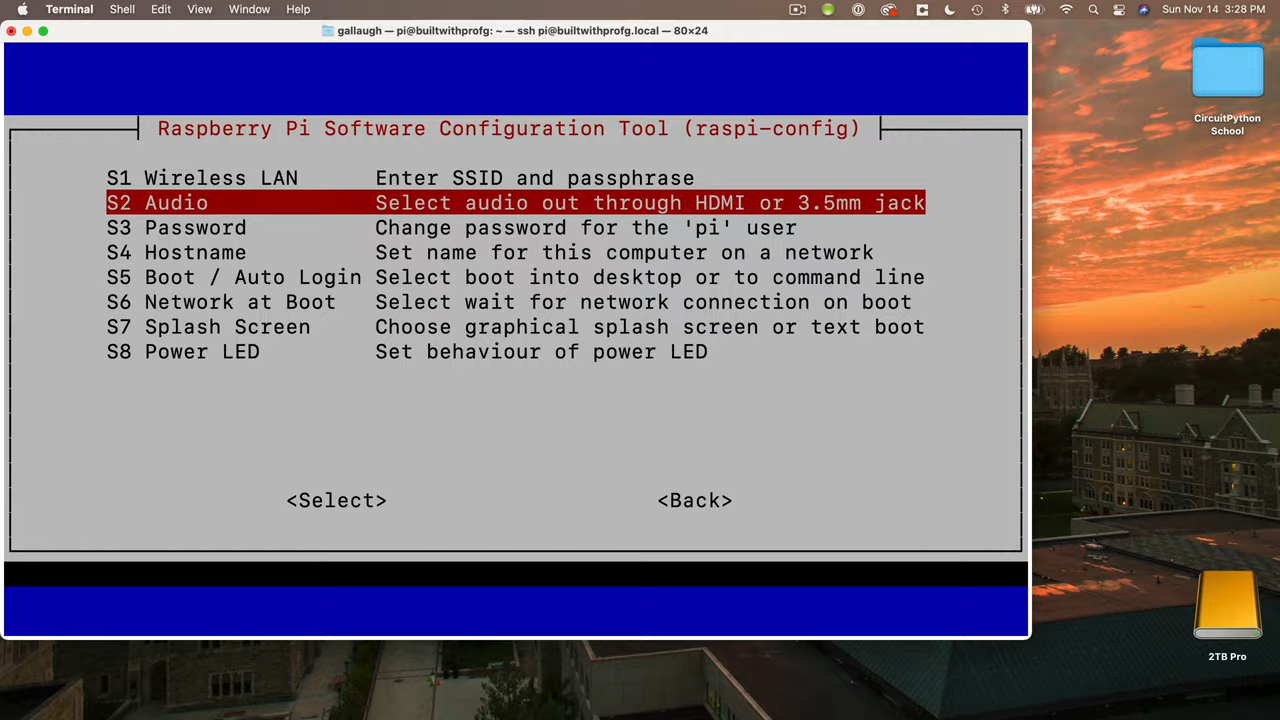 Terminal Shell Edit View Window Help Sun Nov 14 3:28 PM
gallaugh — pi@builtwithprofg: ~ — ssh pi@builtwithprofg.local — 80×24
Raspberry Pi Software Configuration Tool (raspi-config)
S1 Wireless LAN Enter SSID and passphrase
S2 Audio Select audio out through HDMI or 3.5mm jack
S3 Password Change password for the 'pi' user
S4 Hostname Set name for this computer on a network
S5 Boot / Auto Login Select boot into desktop or to command line
S6 Network at Boot Select wait for network connection on boot
S7 Splash Screen Choose graphical splash screen or text boot
S8 Power LED Set behaviour of power LED
<Select> <Back>
CircuitPython
School
2TB Pro